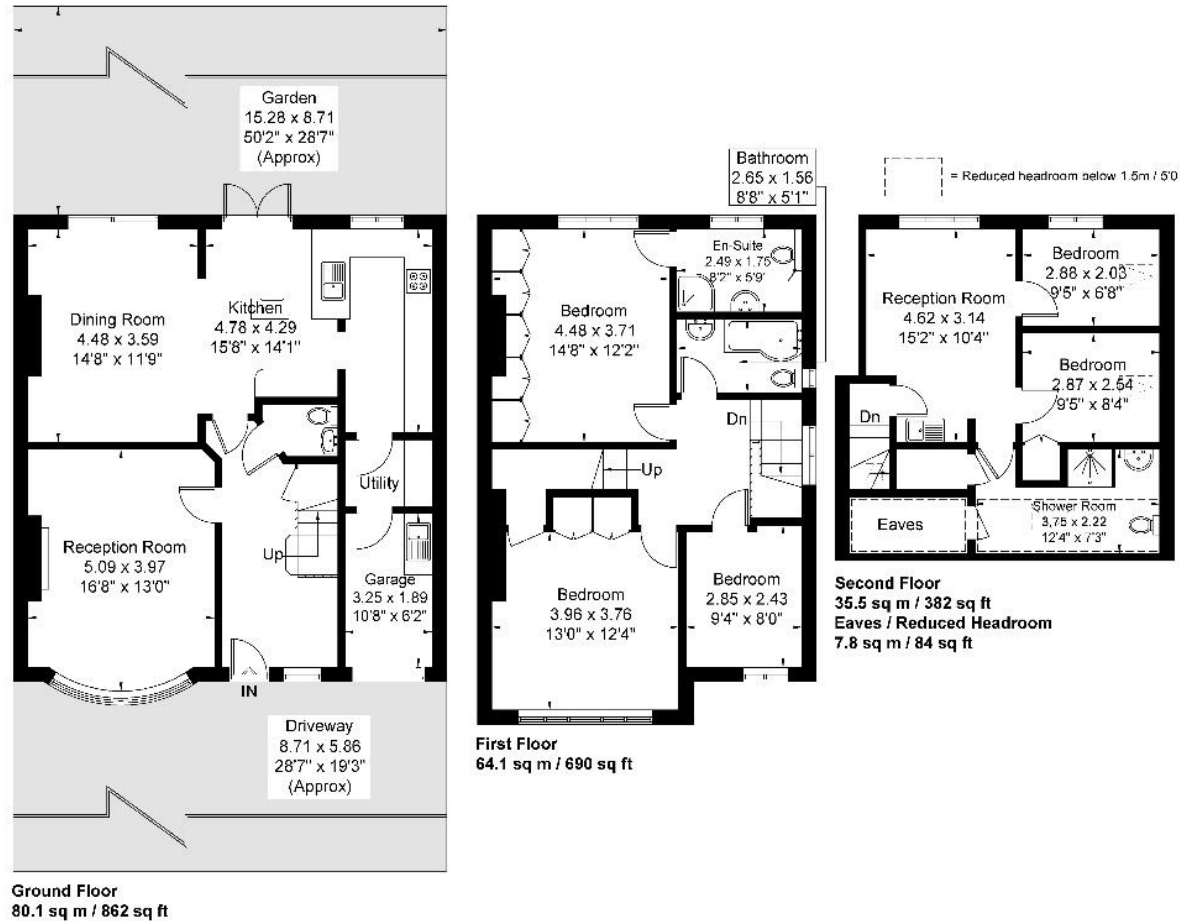 Garden
15.28 x 8.71
50'2" x 28'7"
(Approx)
Dining Room
4.48 x 3.59
14'8" x 11'9"
Kitchen
4.78 x 4.29
15'8" x 14'1"
Utility
Reception Room
5.09 x 3.97
16'8" x 13'0"
Up
Garage
3.25 x 1.89
10'8" x 6'2"
IN
Driveway
8.71 x 5.86
28'7" x 19'3"
(Approx)
Ground Floor
80.1 sq m / 862 sq ft
Bathroom
2.65 x 1.56
8'8" x 5'1"
En-Suite
2.49 x 1.75
8'2" x 5'9'
Bedroom
4.48 x 3.71
14'8" x 12'2"
Dn
Up
Bedroom
3.96 x 3.76
13'0" x 12'4"
Bedroom
2.85 x 2.43
9'4" x 8'0"
First Floor
64.1 sq m / 690 sq ft
= Reduced headroom below 1.5m / 5'0
Bedroom
2.88 x 2.03
9'5" x 6'8"
Reception Room
4.62 x 3.14
15'2" x 10'4"
Bedroom
2.87 x 2.54
9'5" x 8'4"
Dn
Eaves
Shower Room
3.75 x 2.22
12'4" x 7'3"
Second Floor
35.5 sq m / 382 sq ft
Eaves / Reduced Headroom
7.8 sq m / 84 sq ft